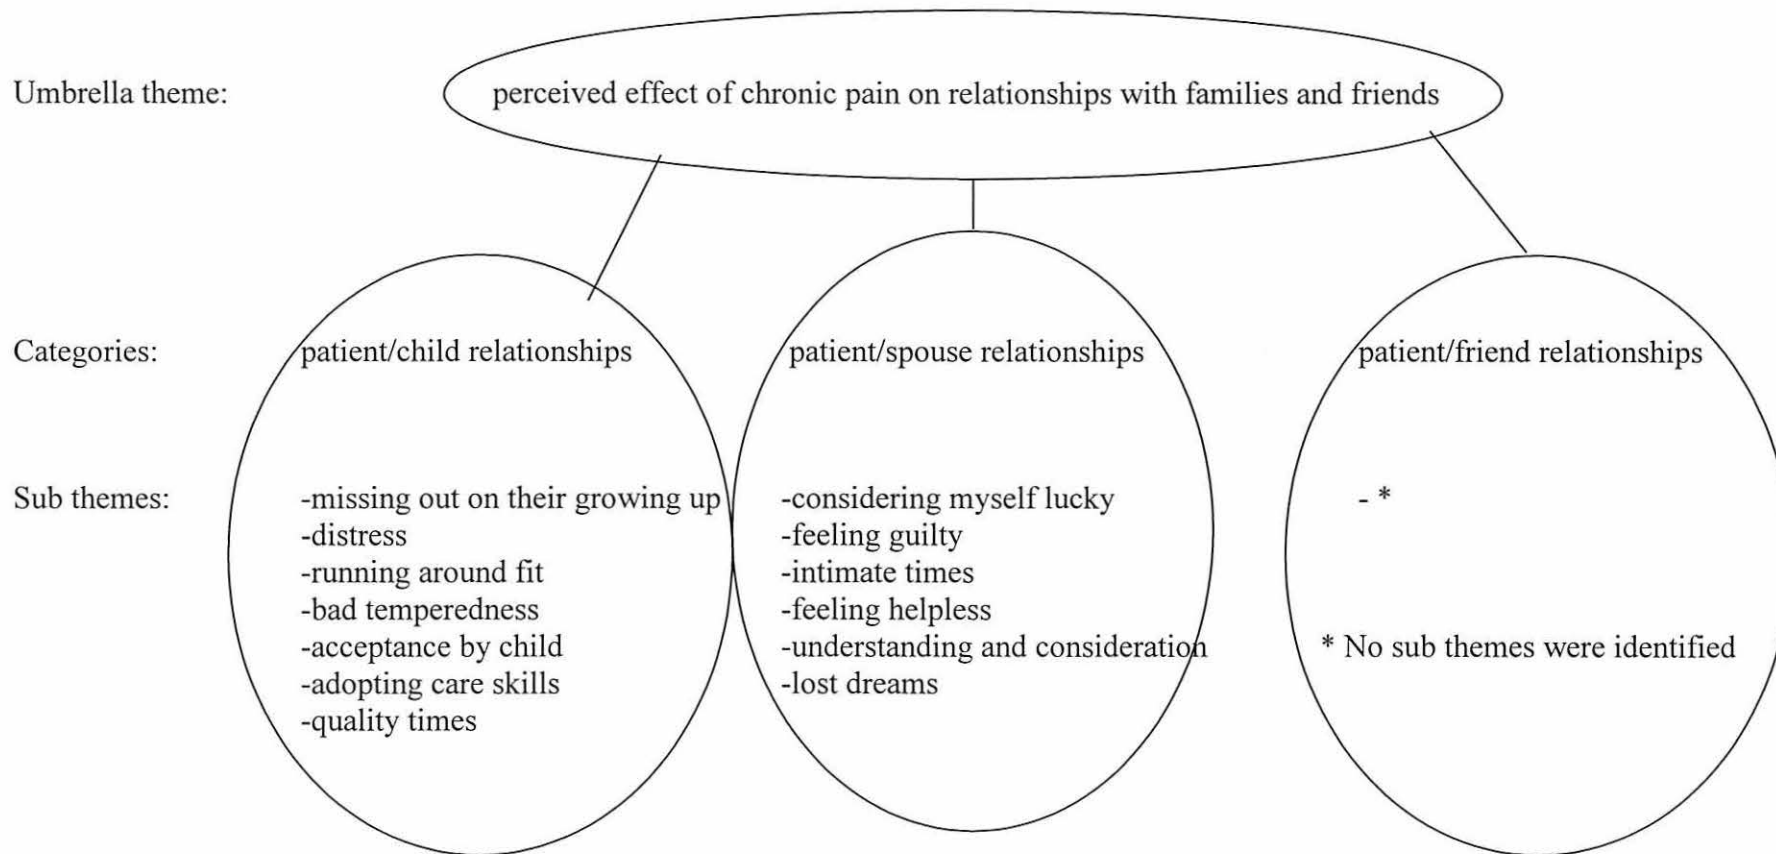 Umbrella theme:
perceived effect of chronic pain on relationships with families and friends
Categories:
patient/child relationships
patient/spouse relationships
patient/friend relationships
Sub themes:
-missing out on their growing up
-distress
-running around fit
-bad temperedness
-acceptance by child
-adopting care skills
-quality times
-considering myself lucky
-feeling guilty
-intimate times
-feeling helpless
-understanding and consideration
-lost dreams
- *
* No sub themes were identified